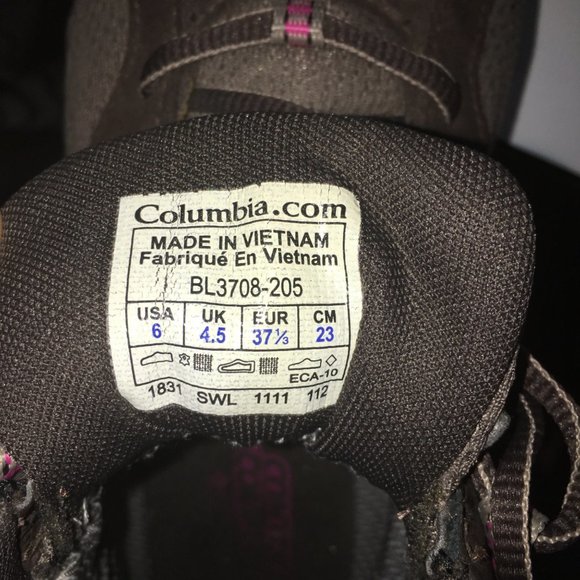 Columbia.com
MADE IN VIETNAM
Fabriqué En Vietnam
BL3708-205
USA UK EUR CM
6 4.5 37⅓ 23
ECA-10
1831 SWL 1111 112